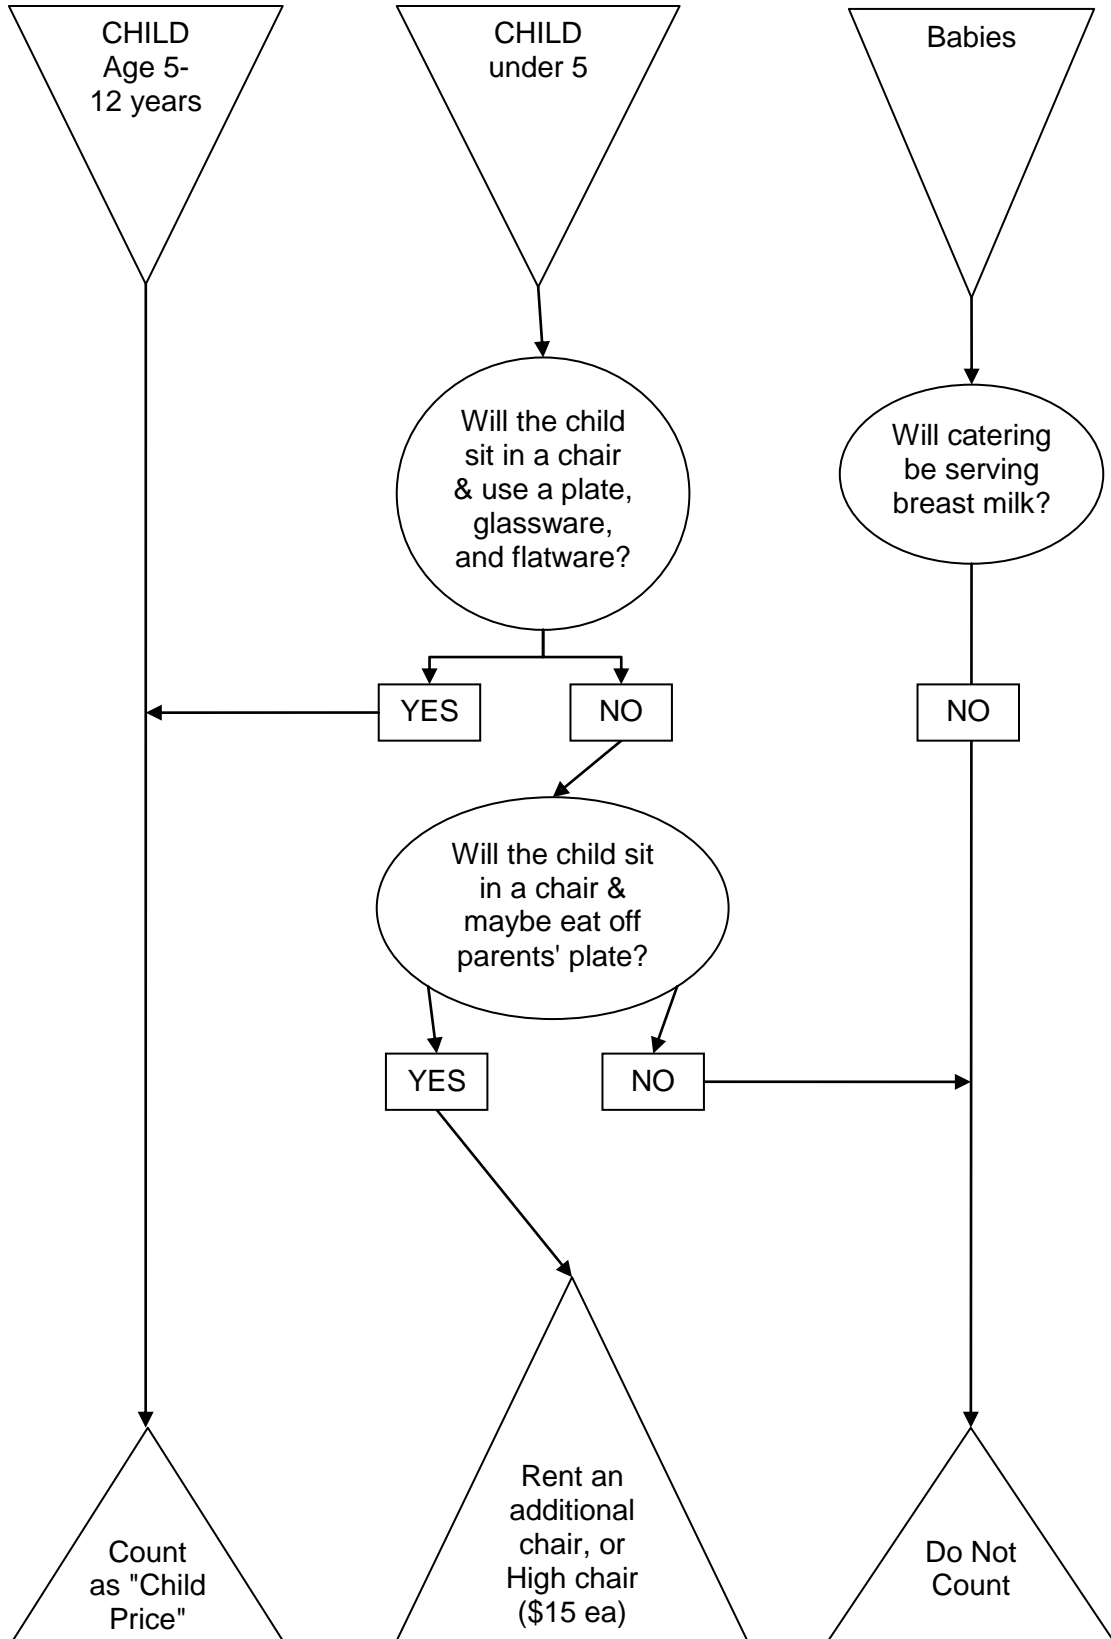 CHILD
Age 5-
12 years
CHILD
under 5
Babies
Will the child
sit in a chair
& use a plate,
glassware,
and flatware?
Will catering
be serving
breast milk?
YES
NO
NO
Will the child sit
in a chair &
maybe eat off
parents' plate?
YES
NO
Count
as "Child
Price"
Rent an
additional
chair, or
High chair
($15 ea)
Do Not
Count